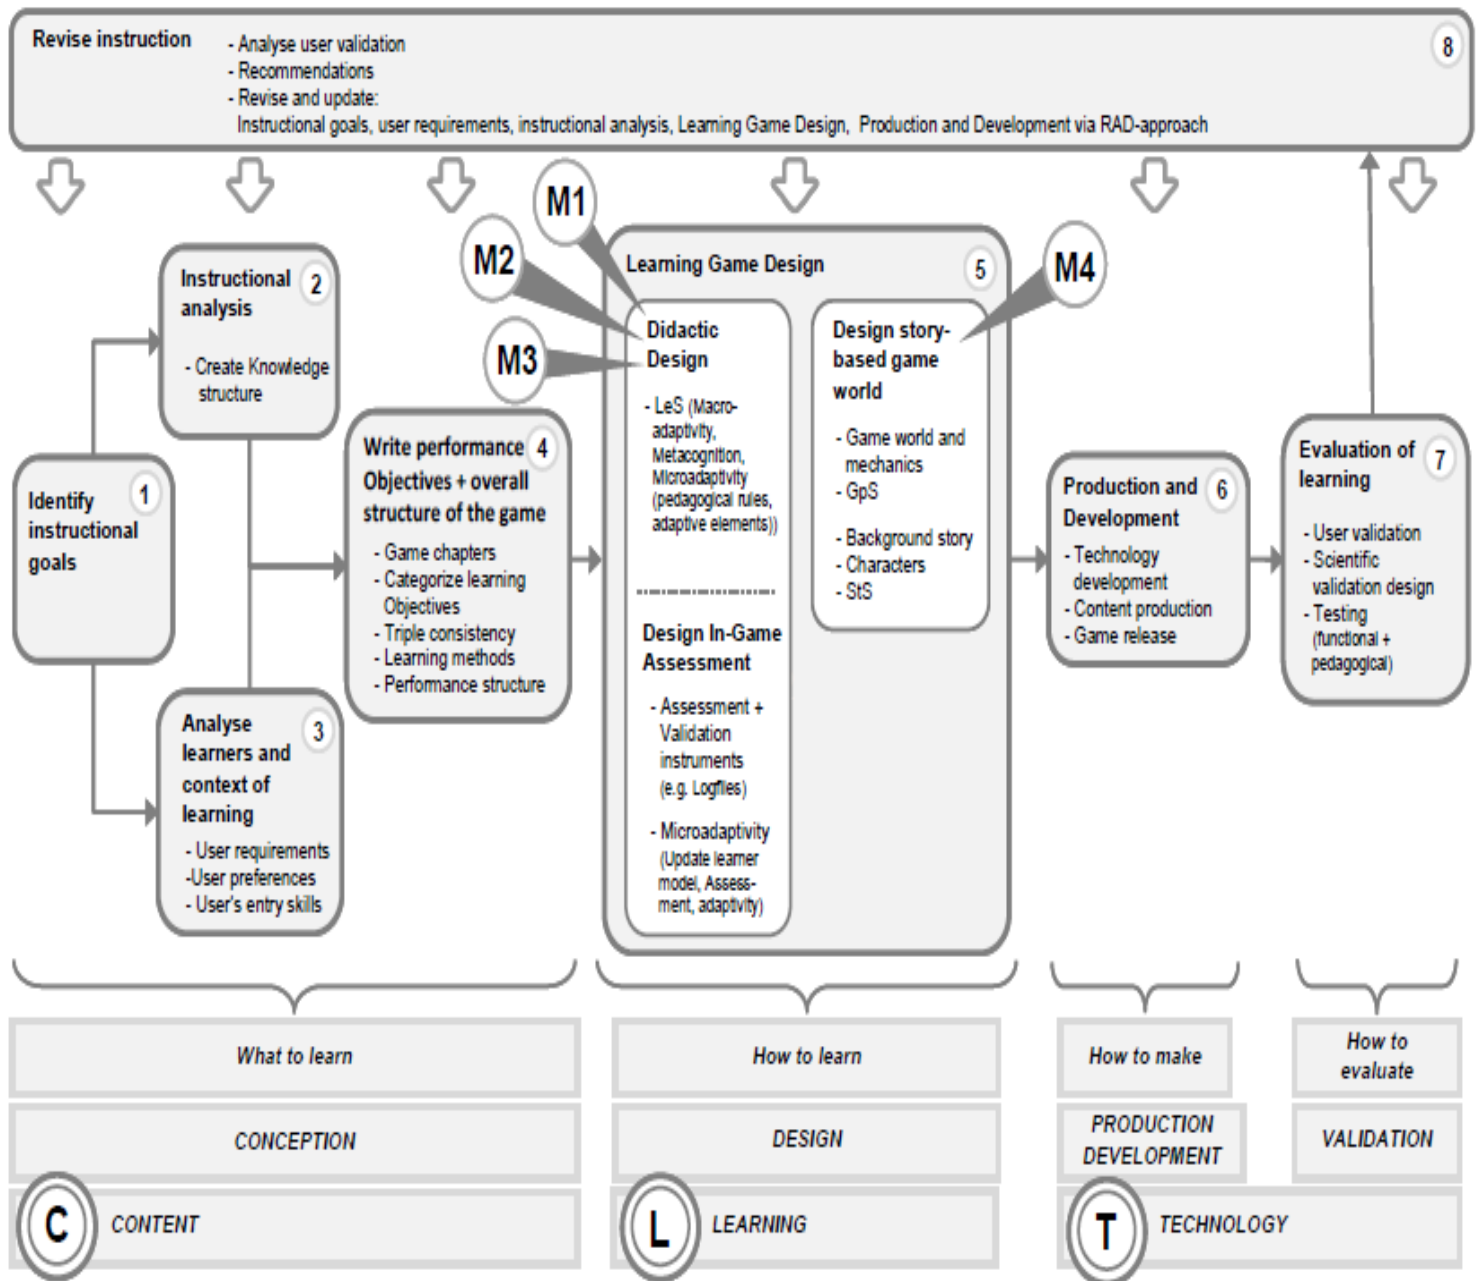 Revise instruction
8
- Analyse user validation
- Recommendations
- Revise and update:
Instructional goals, user requirements, instructional analysis, Learning Game Design, Production and Development via RAD-approach
M1
M2
M3
M4
Identify
instructional
goals
1
Instructional
analysis
2
- Create Knowledge
structure
Analyse
learners and
context of
learning
3
- User requirements
-User preferences
- User's entry skills
Write performance
Objectives + overall
structure of the game
4
- Game chapters
- Categorize learning
Objectives
- Triple consistency
- Learning methods
- Performance structure
Learning Game Design
5
Didactic
Design
- LeS (Macro-
adaptivity,
Metacognition,
Microadaptivity
(pedagogical rules,
adaptive elements))
Design In-Game
Assessment
- Assessment +
Validation
instruments
(e.g. Logfiles)
- Microadaptivity
(Update learner
model, Assess-
ment, adaptivity)
Design story-
based game
world
- Game world and
mechanics
- GpS
- Background story
- Characters
- StS
Production and
Development
6
- Technology
development
- Content production
- Game release
Evaluation of
learning
7
- User validation
- Scientific
validation design
- Testing
(functional +
pedagogical)
What to learn
How to learn
How to make
How to
evaluate
CONCEPTION
DESIGN
PRODUCTION
DEVELOPMENT
VALIDATION
C
CONTENT
L
LEARNING
T
TECHNOLOGY